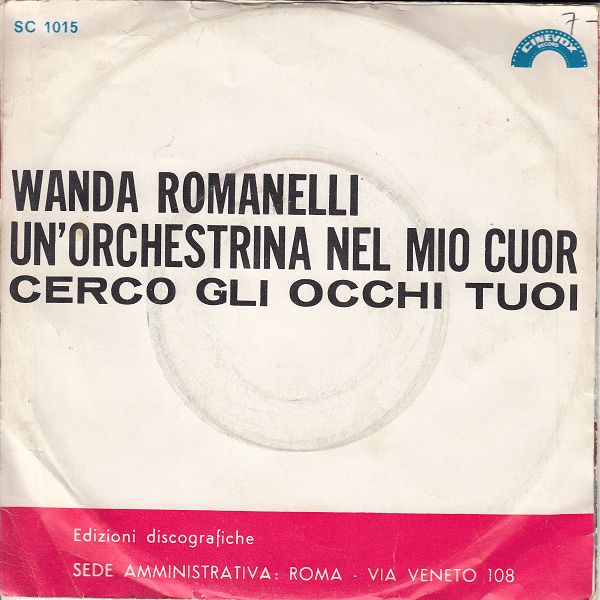 SC 1015
7-
CINEVOX
RECORD
WANDA ROMANELLI
UN'ORCHESTRINA NEL MIO CUOR
CERCO GLI OCCHI TUOI
Edizioni discografiche
SEDE AMMINISTRATIVA: ROMA - VIA VENETO 108